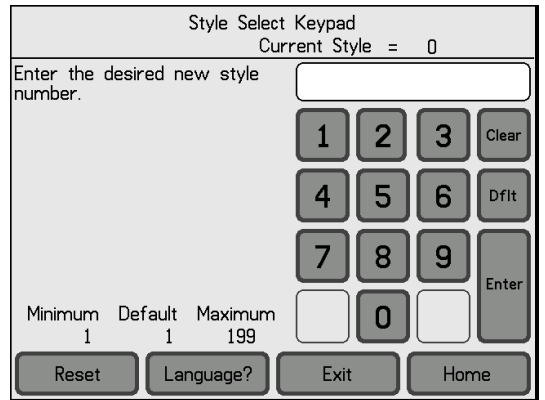 Style Select Keypad
Current Style = 0
Enter the desired new style
number.
1 2 3 Clear
4 5 6 Dflt
7 8 9
Enter
0
Minimum Default Maximum
1 1 199
Reset Language? Exit Home